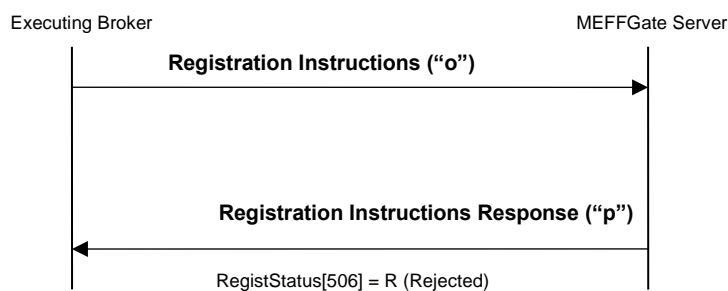 Executing Broker
MEFFGate Server
Registration Instructions (“o”)
Registration Instructions Response (“p”)
RegistStatus[506] = R (Rejected)